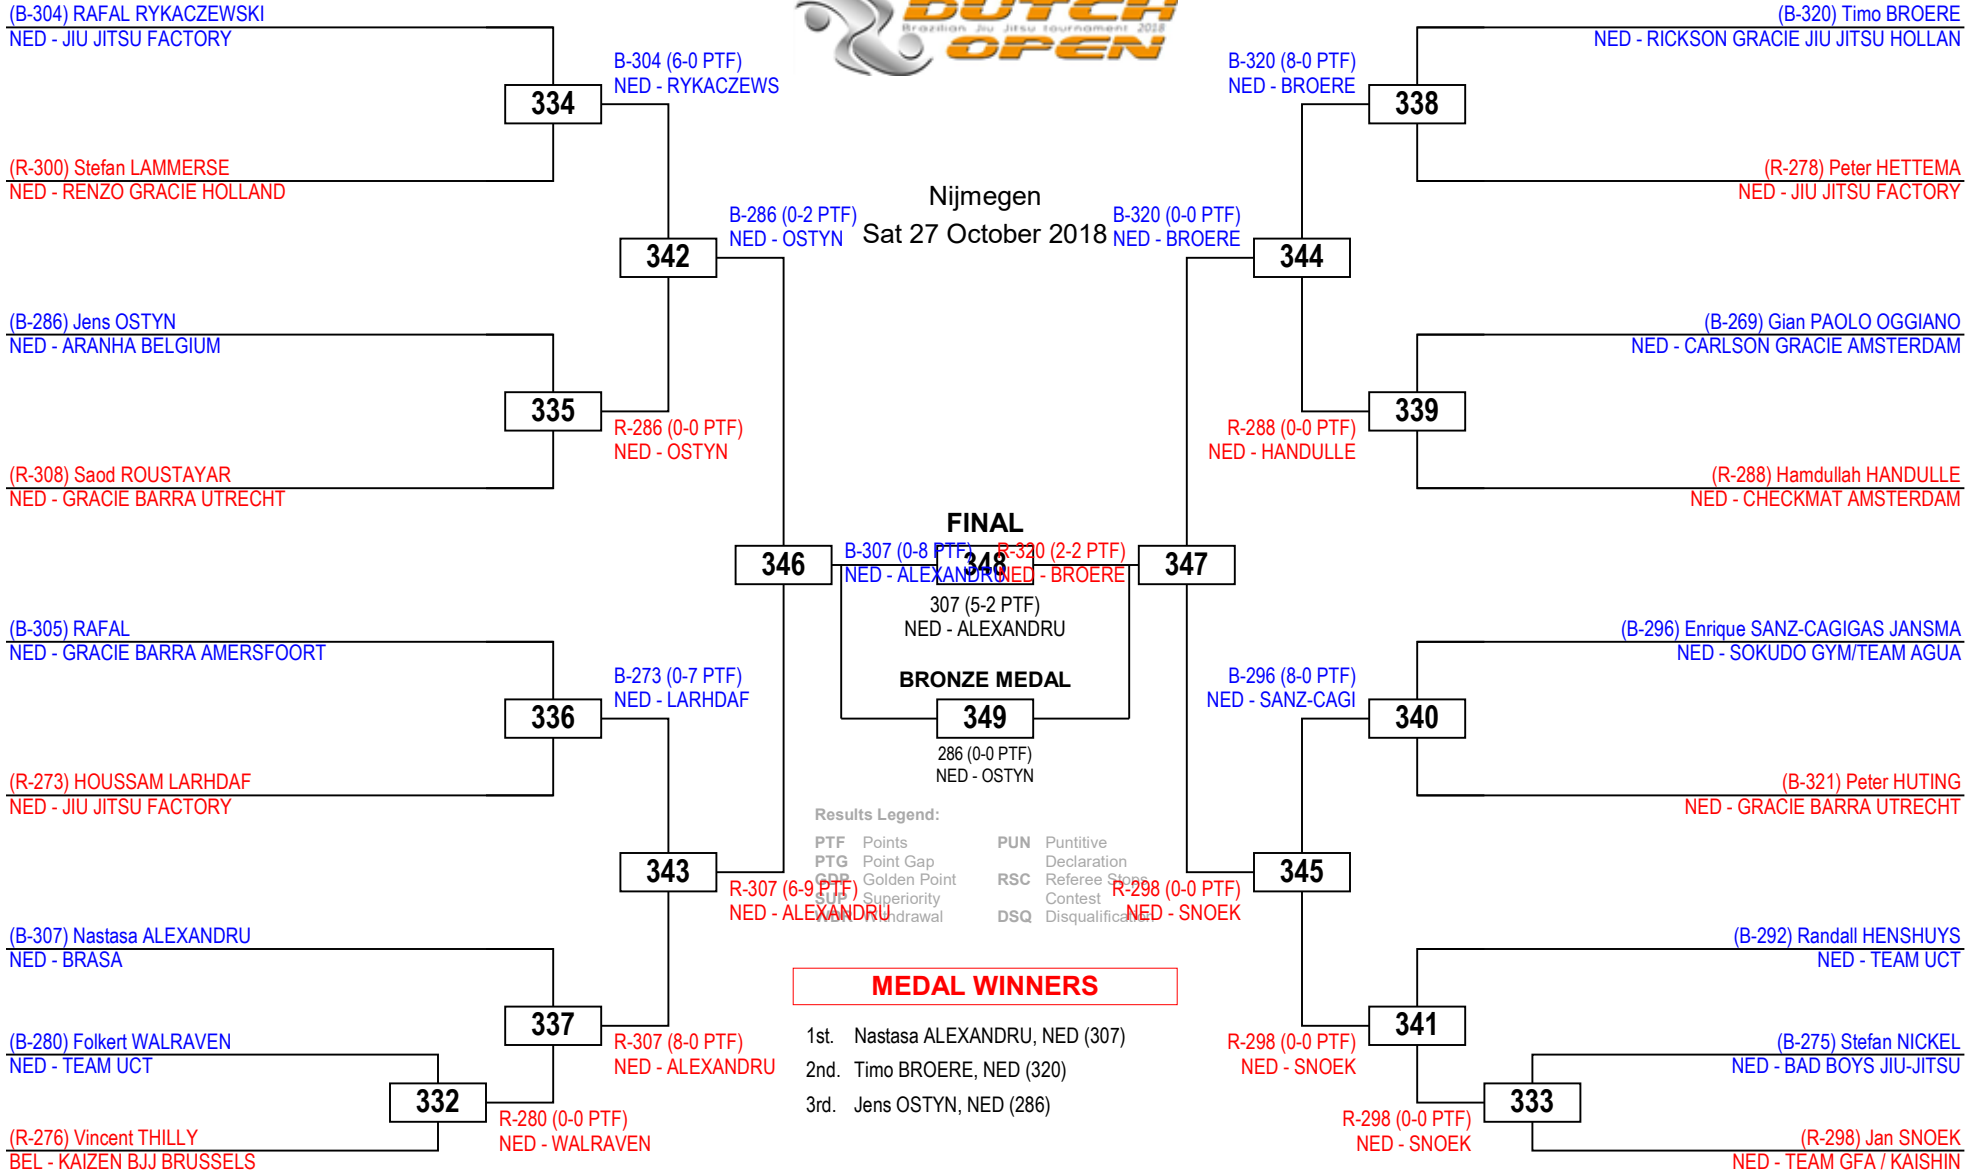 (B-304) RAFAL RYKACZEWSKI
NED - JIU JITSU FACTORY
(R-300) Stefan LAMMERSE
NED - RENZO GRACIE HOLLAND
(B-286) Jens OSTYN
NED - ARANHA BELGIUM
(R-308) Saod ROUSTAYAR
NED - GRACIE BARRA UTRECHT
(B-305) RAFAL
NED - GRACIE BARRA AMERSFOORT
(R-273) HOUSSAM LARHDAF
NED - JIU JITSU FACTORY
(B-307) Nastasa ALEXANDRU
NED - BRASA
(B-280) Folkert WALRAVEN
NED - TEAM UCT
(R-276) Vincent THILLY
BEL - KAIZEN BJJ BRUSSELS
332
R-280 (0-0 PTF)
NED - WALRAVEN
334
B-304 (6-0 PTF)
NED - RYKACZEWS
335
R-286 (0-0 PTF)
NED - OSTYN
336
B-273 (0-7 PTF)
NED - LARHDAF
337
R-307 (8-0 PTF)
NED - ALEXANDRU
342
B-286 (0-2 PTF)
NED - OSTYN
343
R-307 (6-9 PTF)
NED - ALEXANDRU
346
DUTCH
Brazilian Jiu Jitsu tournament 2018
OPEN
Nijmegen
Sat 27 October 2018
FINAL
B-307 (0-8 PTF)
NED - ALEXANDRU
348
R-320 (2-2 PTF)
NED - BROERE
307 (5-2 PTF)
NED - ALEXANDRU
BRONZE MEDAL
349
286 (0-0 PTF)
NED - OSTYN
Results Legend:
PTF Points
PTG Point Gap
GDP Golden Point
SUP Superiority
WDR Withdrawal
PUN Puntitive
Declaration
RSC Referee Stops
Contest
DSQ Disqualification
MEDAL WINNERS
1st. Nastasa ALEXANDRU, NED (307)
2nd. Timo BROERE, NED (320)
3rd. Jens OSTYN, NED (286)
347
B-320 (0-0 PTF)
NED - BROERE
344
R-298 (0-0 PTF)
NED - SNOEK
345
B-320 (8-0 PTF)
NED - BROERE
338
R-288 (0-0 PTF)
NED - HANDULLE
339
B-296 (8-0 PTF)
NED - SANZ-CAGI
340
R-298 (0-0 PTF)
NED - SNOEK
341
R-298 (0-0 PTF)
NED - SNOEK
333
(B-320) Timo BROERE
NED - RICKSON GRACIE JIU JITSU HOLLAN
(R-278) Peter HETTEMA
NED - JIU JITSU FACTORY
(B-269) Gian PAOLO OGGIANO
NED - CARLSON GRACIE AMSTERDAM
(R-288) Hamdullah HANDULLE
NED - CHECKMAT AMSTERDAM
(B-296) Enrique SANZ-CAGIGAS JANSMA
NED - SOKUDO GYM/TEAM AGUA
(B-321) Peter HUTING
NED - GRACIE BARRA UTRECHT
(B-292) Randall HENSHUYS
NED - TEAM UCT
(B-275) Stefan NICKEL
NED - BAD BOYS JIU-JITSU
(R-298) Jan SNOEK
NED - TEAM GFA / KAISHIN